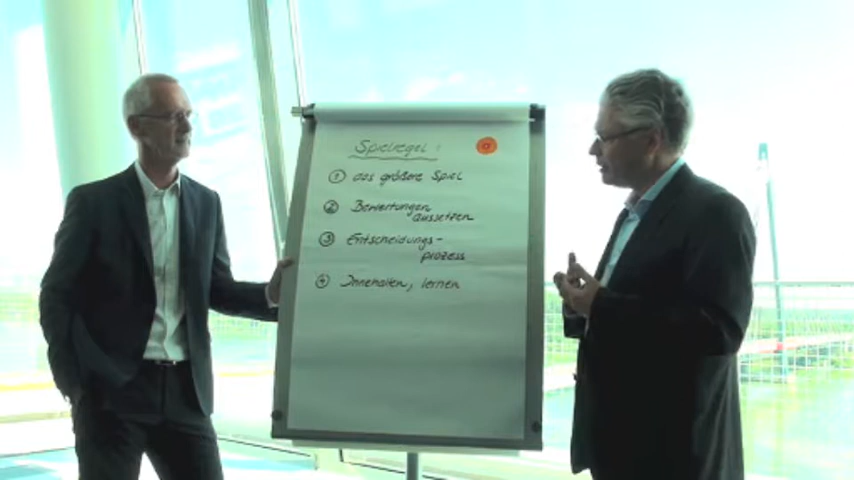 Spielregel:
① das größere Spiel
② Bewertungen
aussetzen
③ Entscheidungs-
prozess
④ Innehalten, lernen